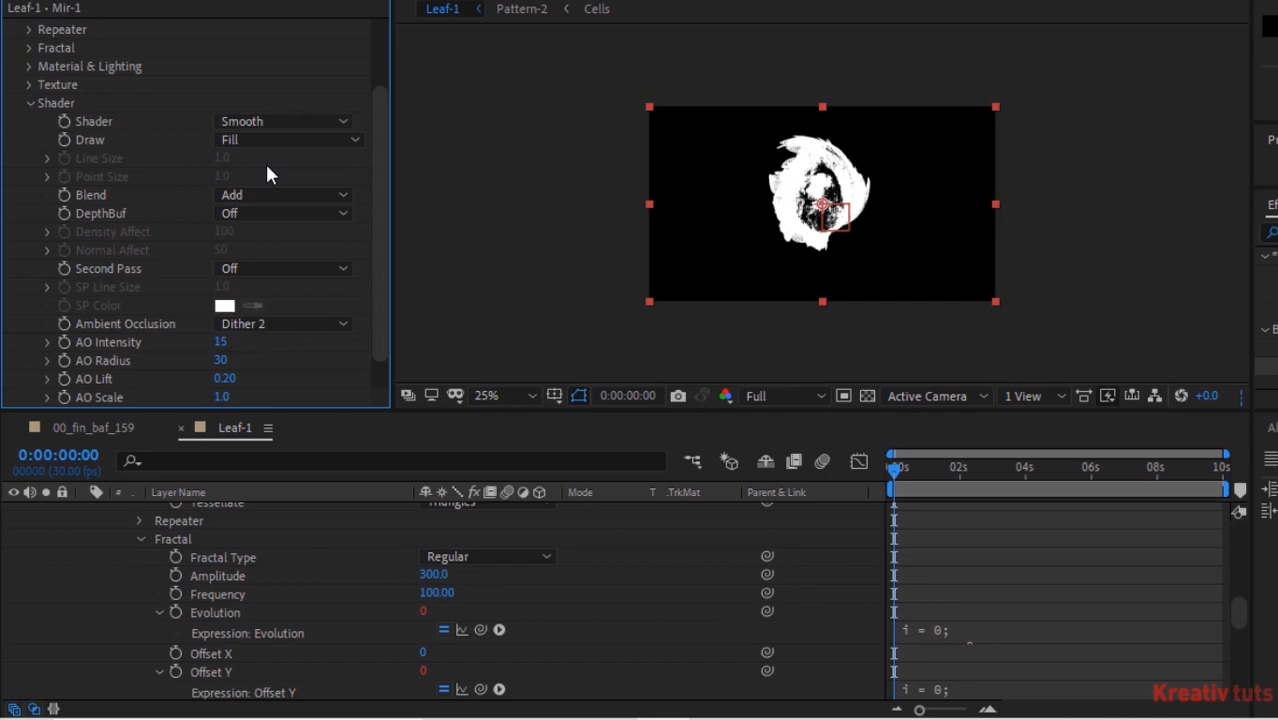 Leaf-1 • Mir-1
Repeater
Fractal
Material & Lighting
Texture
Shader
Shader Smooth
Draw Fill
Line Size 1.0
Point Size 1.0
Blend Add
DepthBuf Off
Density Affect 100
Normal Affect 50
Second Pass Off
SP Line Size 1.0
SP Color
Ambient Occlusion Dither 2
AO Intensity 15
AO Radius 30
AO Lift 0.20
AO Scale 1.0
Leaf-1 Pattern-2 Cells
25% 0:00:00:00 Full Active Camera 1 View +0.0
00_fin_baf_159 Leaf-1
0:00:00:00
00000 (30.00 fps)
00s 02s 04s 06s 08s 10s
# Layer Name Mode T .TrkMat Parent & Link
Tessellate Triangles
Repeater
Fractal
Fractal Type Regular
Amplitude 300.0
Frequency 100.00
Evolution 0
Expression: Evolution i = 0;
Offset X 0
Offset Y 0
Expression: Offset Y i = 0;
Kreativ tuts